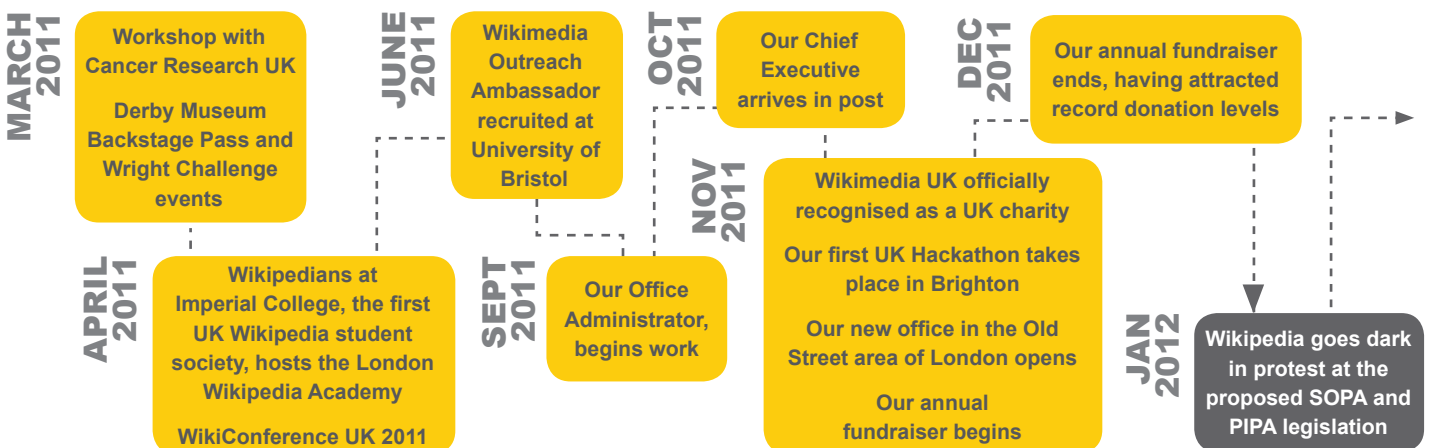 MARCH
2011
Workshop with
Cancer Research UK
Derby Museum
Backstage Pass and
Wright Challenge
events
APRIL
2011
Wikipedians at
Imperial College, the first
UK Wikipedia student
society, hosts the London
Wikipedia Academy
WikiConference UK 2011
JUNE
2011
Wikimedia
Outreach
Ambassador
recruited at
University of
Bristol
SEPT
2011
Our Office
Administrator,
begins work
OCT
2011
Our Chief
Executive
arrives in post
NOV
2011
Wikimedia UK officially
recognised as a UK charity
Our first UK Hackathon takes
place in Brighton
Our new office in the Old
Street area of London opens
Our annual
fundraiser begins
DEC
2011
Our annual fundraiser
ends, having attracted
record donation levels
JAN
2012
Wikipedia goes dark
in protest at the
proposed SOPA and
PIPA legislation